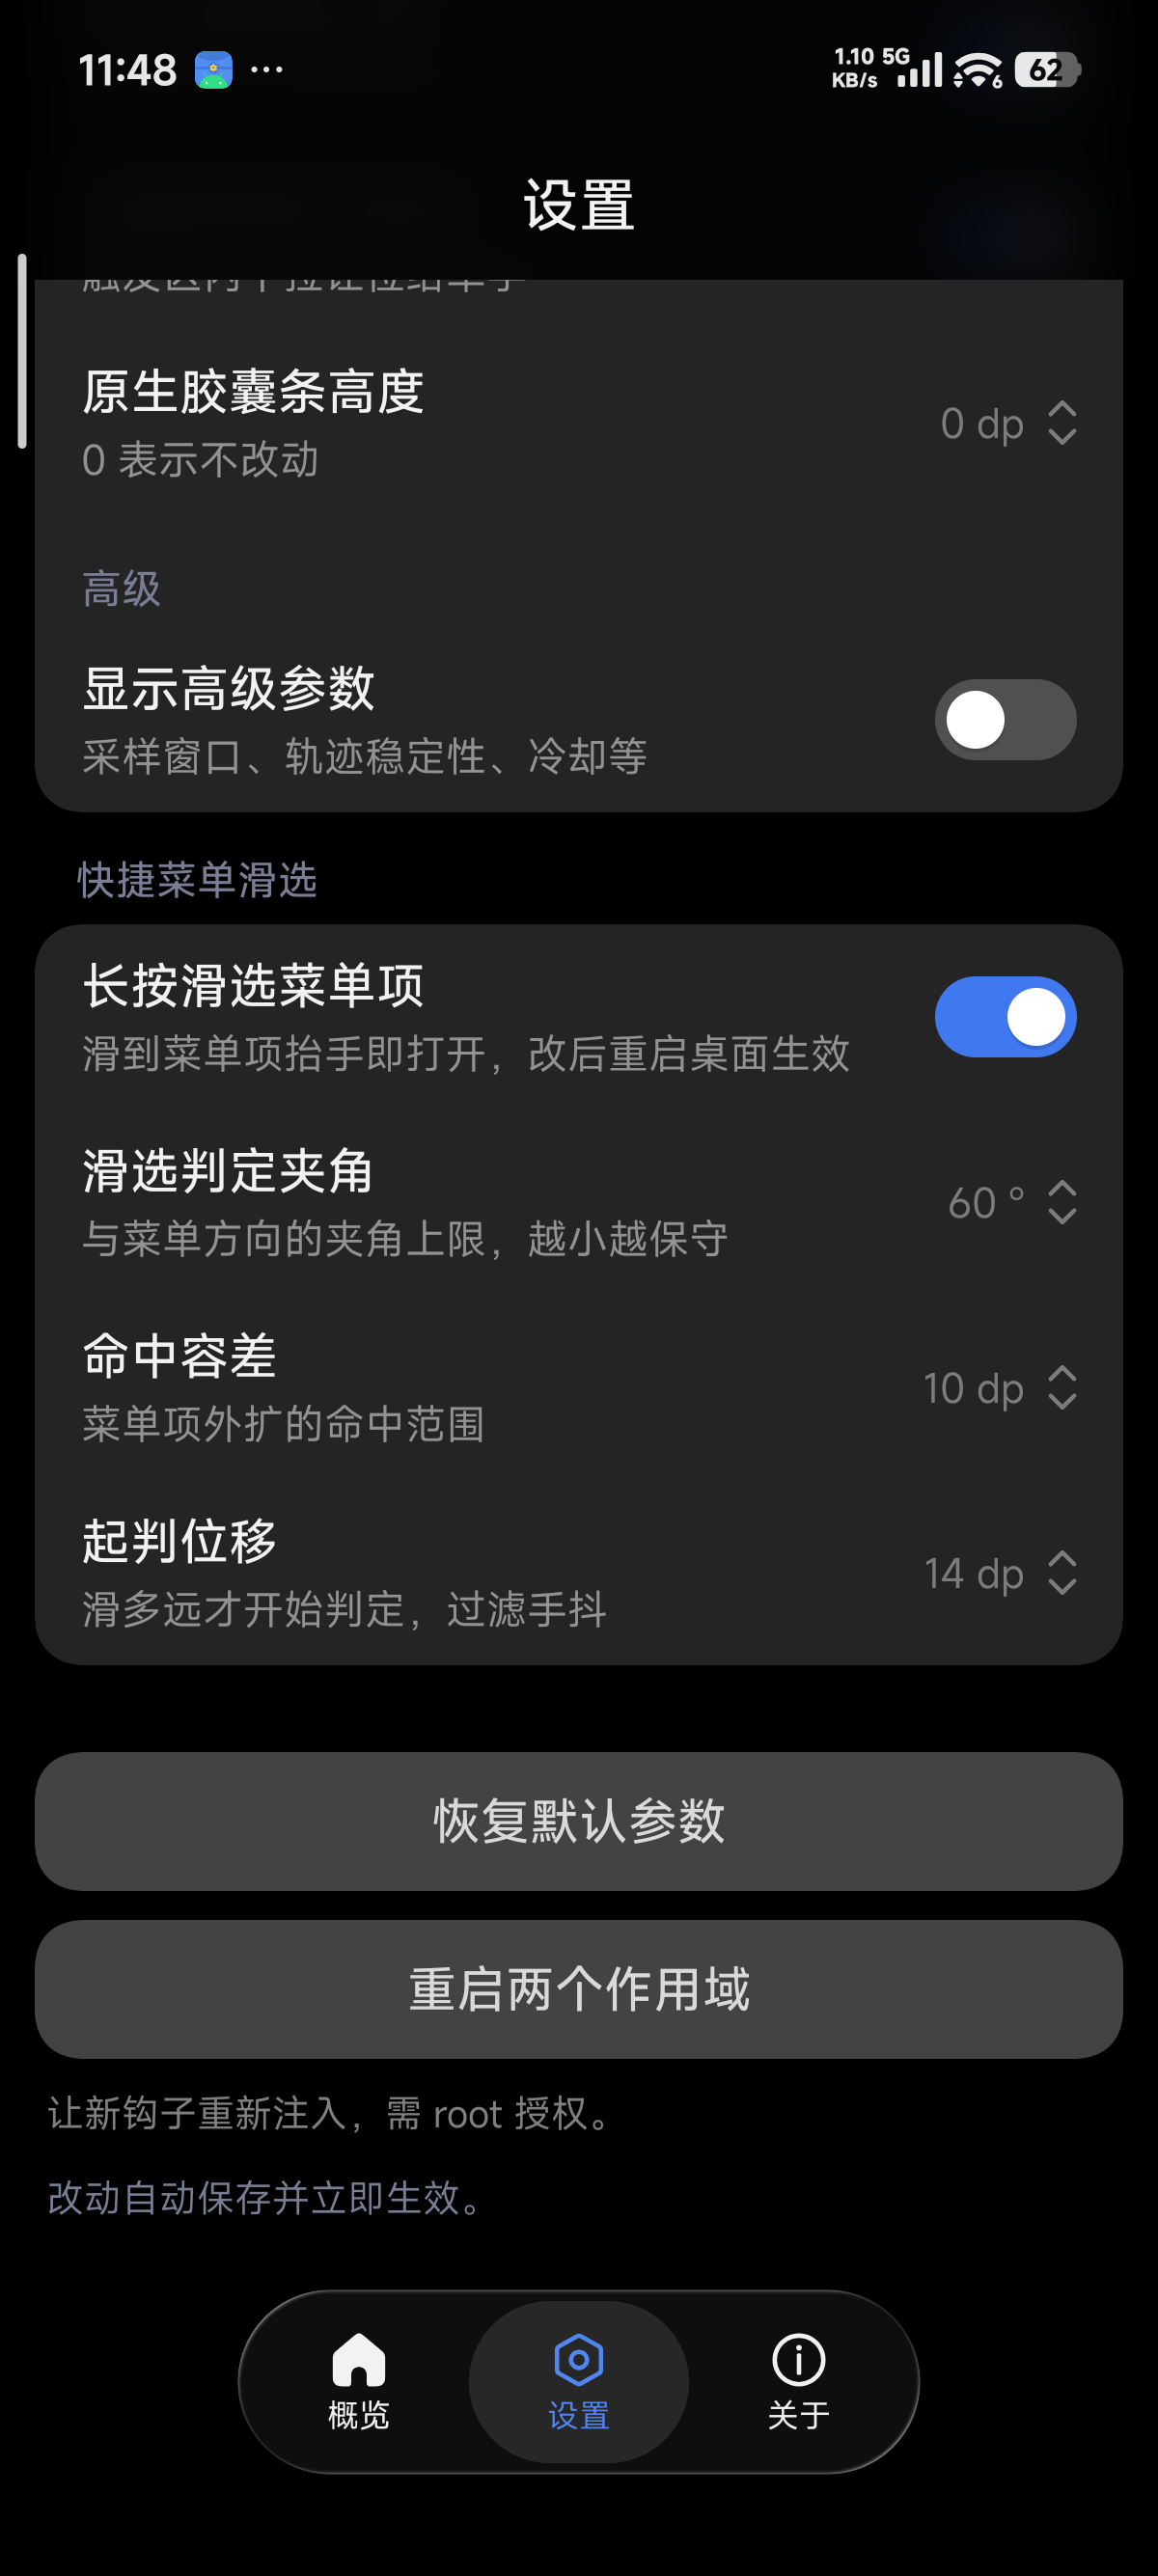 11:48 ... 1.10 KB/s 5G 6 62
设置
原生胶囊条高度
0 dp
0 表示不改动
高级
显示高级参数
采样窗口、轨迹稳定性、冷却等
快捷菜单滑选
长按滑选菜单项
滑到菜单项抬手即打开，改后重启桌面生效
滑选判定夹角
60 °
与菜单方向的夹角上限，越小越保守
命中容差
10 dp
菜单项外扩的命中范围
起判位移
14 dp
滑多远才开始判定，过滤手抖
恢复默认参数
重启两个作用域
让新钩子重新注入，需 root 授权。
改动自动保存并立即生效。
概览 设置 关于